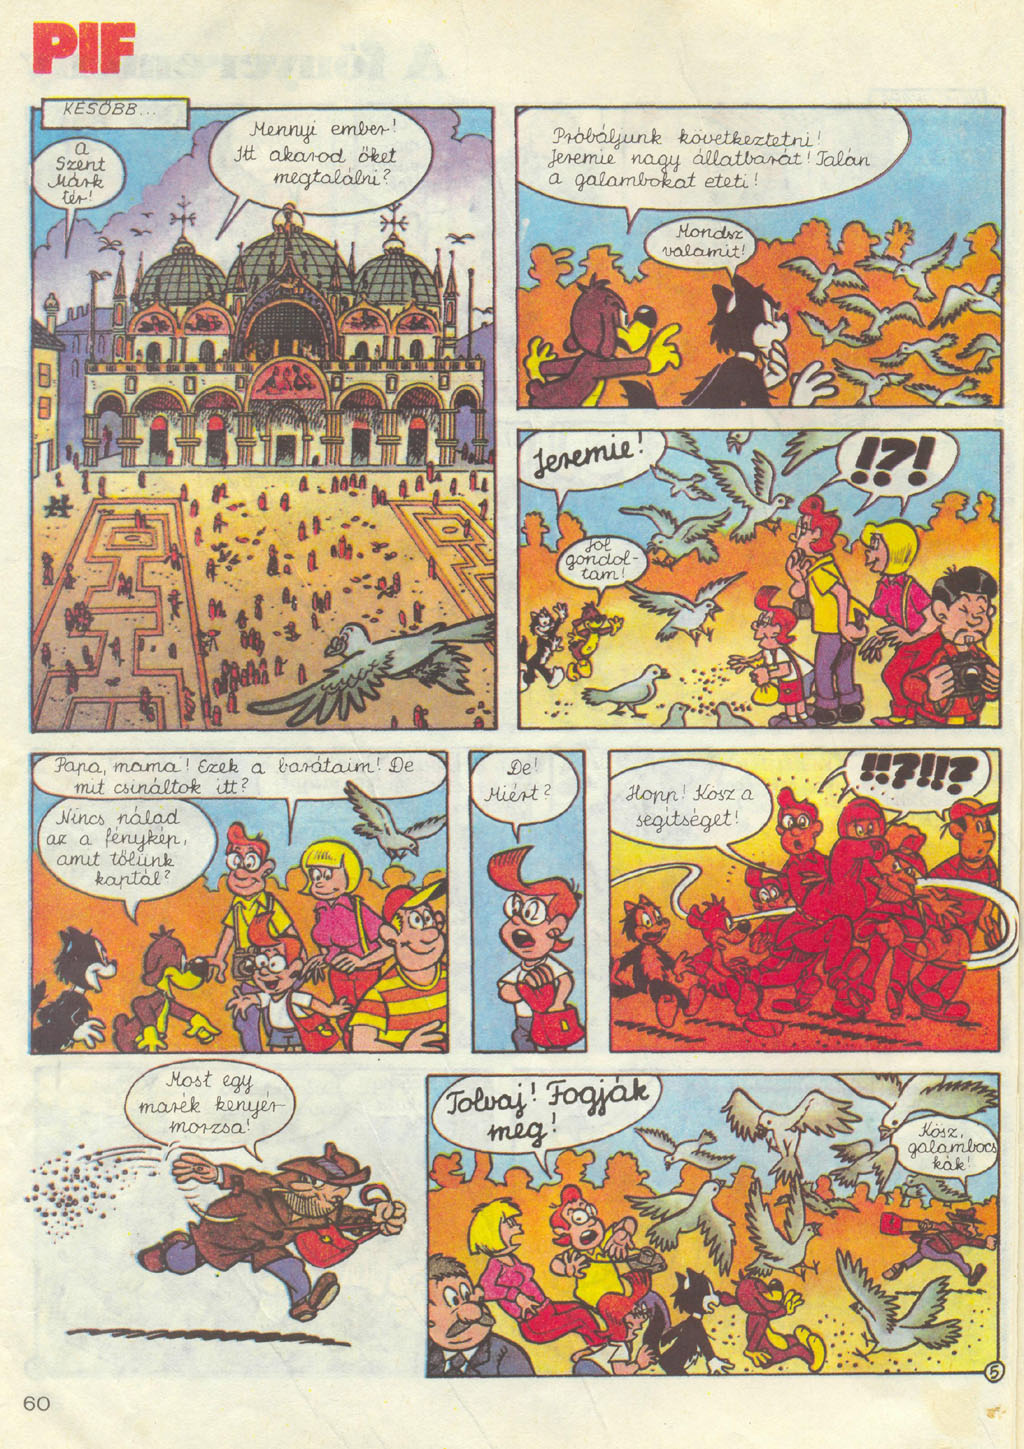 PIF
KÉSŐBB...
A
Szent
Márk
tér!
Mennyi ember!
Itt akarod őket
megtalálni?
Próbáljunk következtetni!
Jeremie nagy állatbarát! Talán
a galambokat eteti!
Mondsz
valamit!
Jeremie!
!?!
Jól
gondol-
tam!
Papa, mama! Ezek a barátaim! De
mit csináltok itt?
Nincs nálad
az a fénykép,
amit tőlünk
kaptál?
De!
Miért?
Hopp! Kösz a
segítséget!
!!?!!?
Most egy
marék kenyér-
morzsa!
Tolvaj! Fogják
meg!
Kösz,
galambocs
kák!
5
60